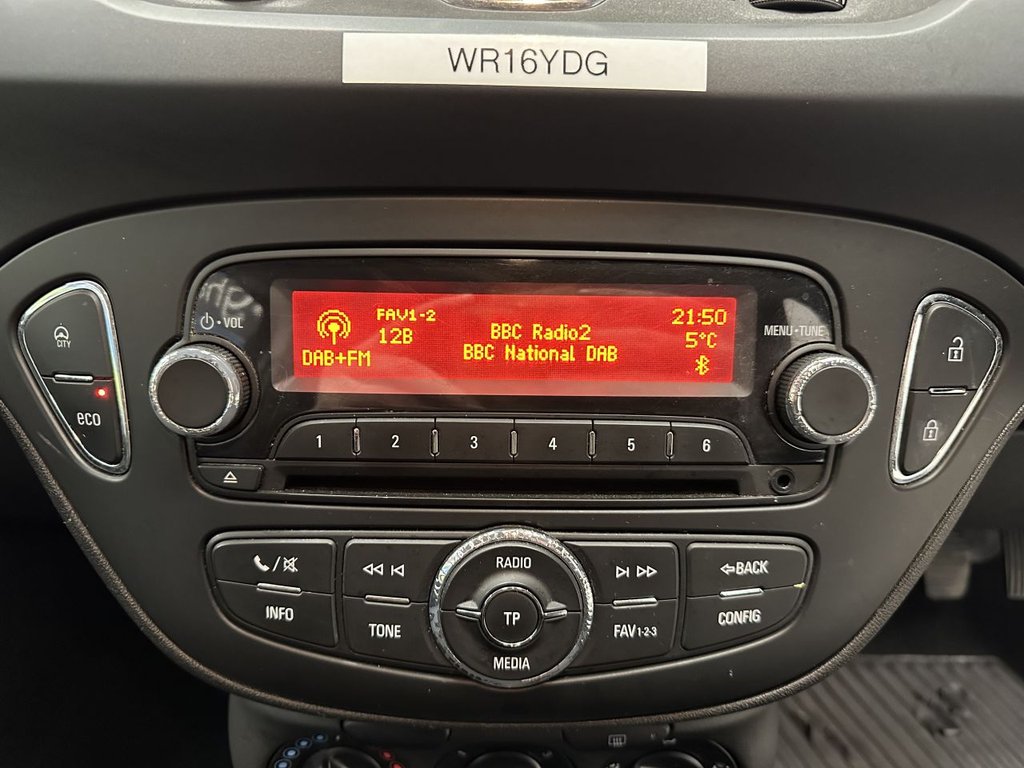 WR16YDG
VOL
FAV1-2
12B
DAB+FM
BBC Radio2
BBC National DAB
21:50
5°C
MENU•TUNE
CITY
eco
1 2 3 4 5 6
RADIO
BACK
INFO
TONE
TP
FAV1-2-3
CONFIG
MEDIA